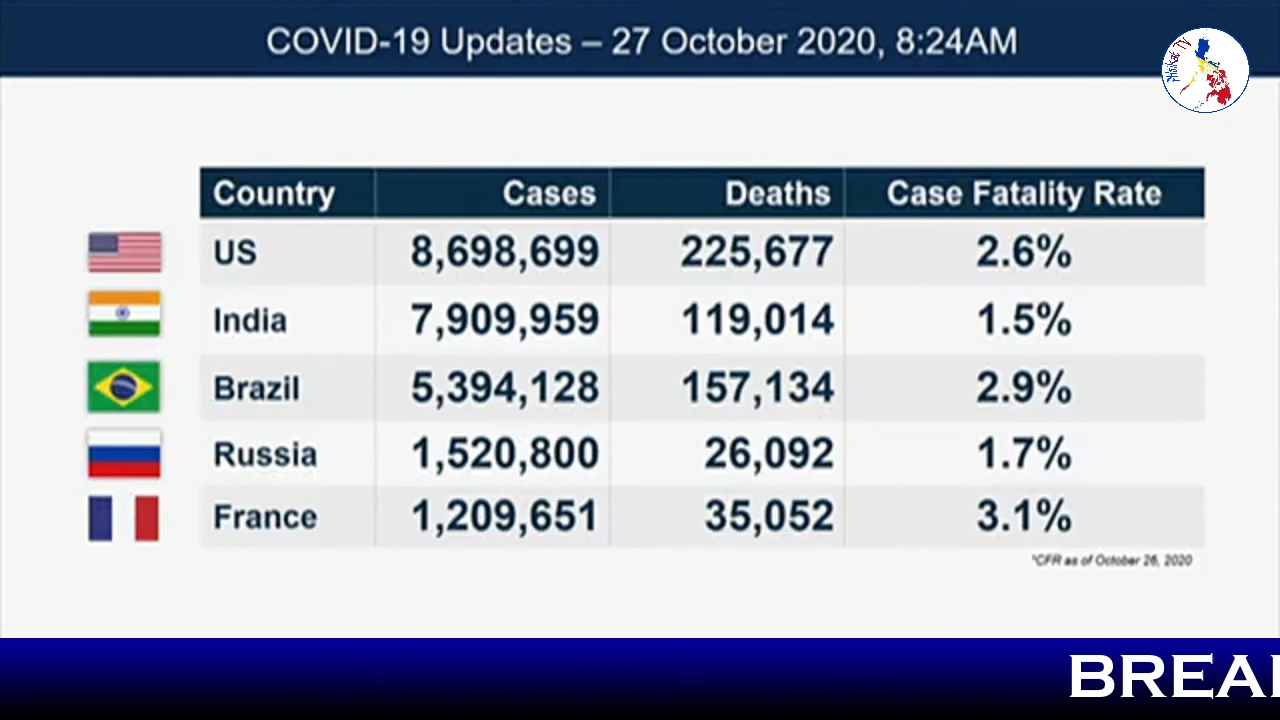 COVID-19 Updates – 27 October 2020, 8:24AM
Country Cases Deaths Case Fatality Rate
US 8,698,699 225,677 2.6%
India 7,909,959 119,014 1.5%
Brazil 5,394,128 157,134 2.9%
Russia 1,520,800 26,092 1.7%
France 1,209,651 35,052 3.1%
*CFR as of October 26, 2020
BREA